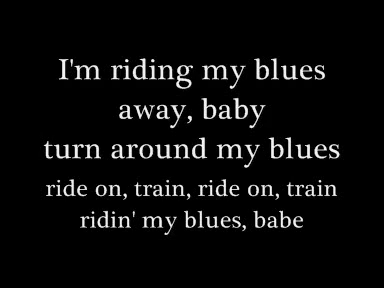 I'm riding my blues
away, baby
turn around my blues
ride on, train, ride on, train
ridin' my blues, babe